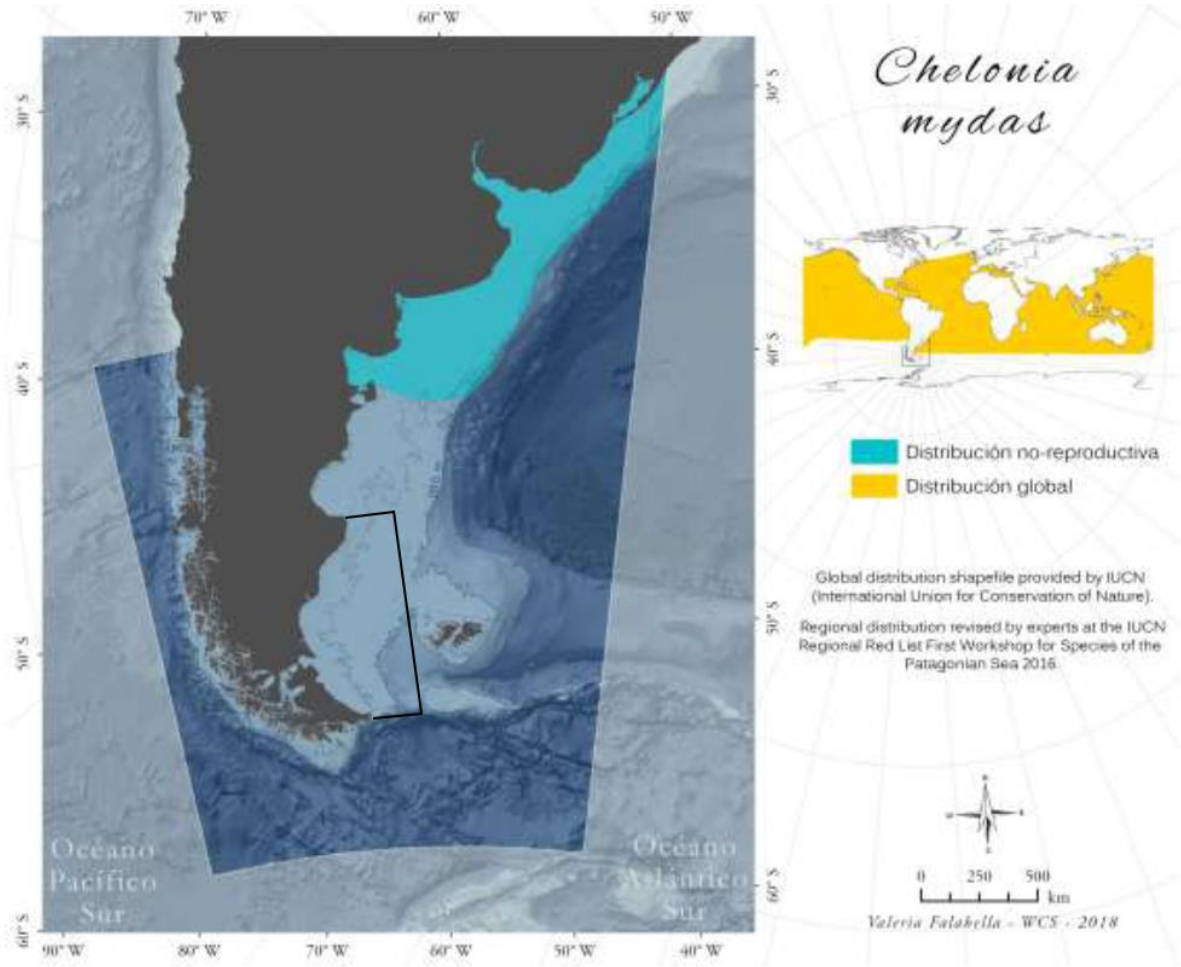 70° W 60° W 50° W
30° S
40° S
50° S
60° S
90° W 80° W 70° W 60° W 50° W 40° W
30° S
40° S
50° S
60° S
Océano
Pacífico
Sur
Océano
Atlántico
Sur
Chelonia
mydas
Distribución no-reproductiva
Distribución global
Global distribution shapefile provided by IUCN
(International Union for Conservation of Nature).
Regional distribution revised by experts at the IUCN
Regional Red List First Workshop for Species of the
Patagonian Sea 2016.
0 250 500
km
Valeria Falabella - WCS - 2018